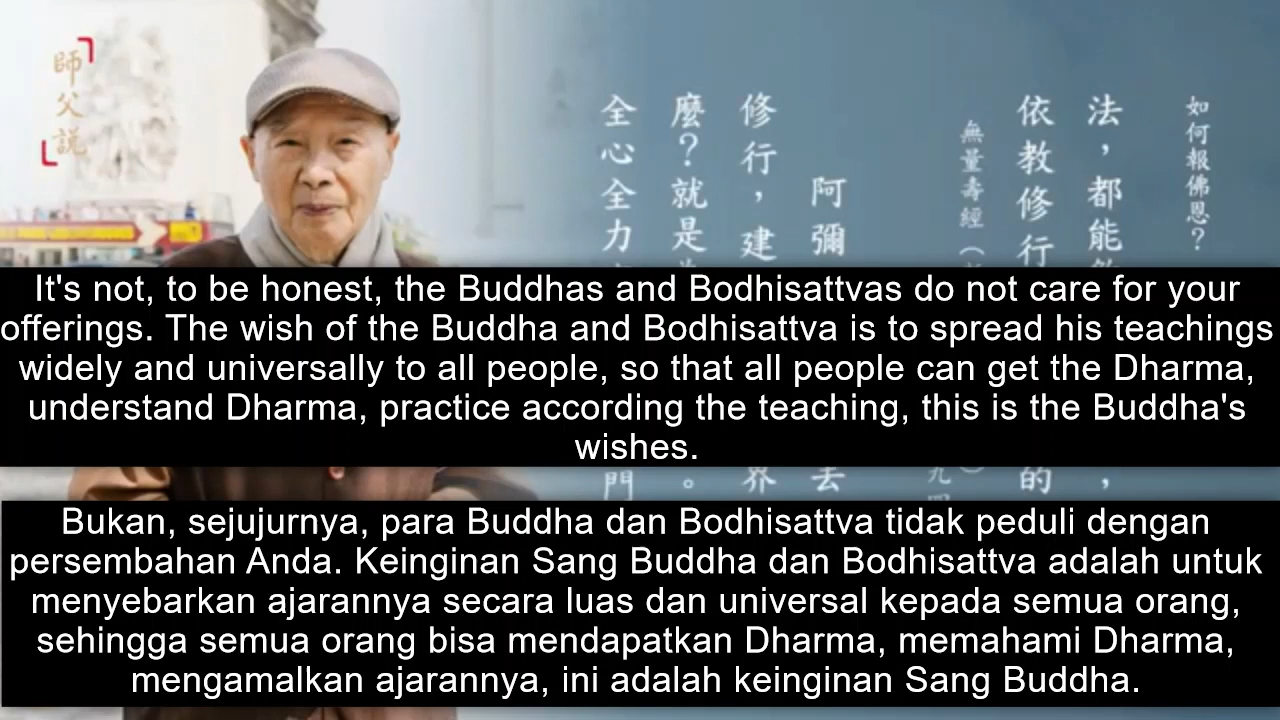 師父說
如何報佛恩？
法，都能
依教修行
的
無量壽經（
九四
阿彌
去
修行，建
界
麼？就是
。
全心全力
門
It's not, to be honest, the Buddhas and Bodhisattvas do not care for your
offerings. The wish of the Buddha and Bodhisattva is to spread his teachings
widely and universally to all people, so that all people can get the Dharma,
understand Dharma, practice according the teaching, this is the Buddha's
wishes.
Bukan, sejujurnya, para Buddha dan Bodhisattva tidak peduli dengan
persembahan Anda. Keinginan Sang Buddha dan Bodhisattva adalah untuk
menyebarkan ajarannya secara luas dan universal kepada semua orang,
sehingga semua orang bisa mendapatkan Dharma, memahami Dharma,
mengamalkan ajarannya, ini adalah keinginan Sang Buddha.